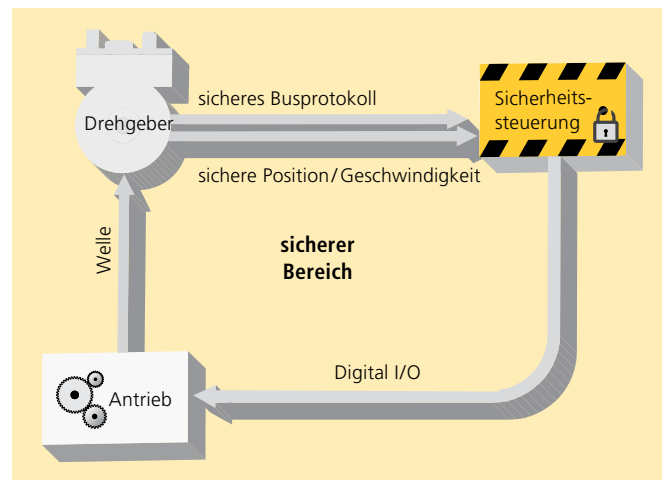 sicheres Busprotokoll
Drehgeber
Sicherheits-
steuerung
sichere Position/Geschwindigkeit
Welle
sicherer
Bereich
Digital I/O
Antrieb